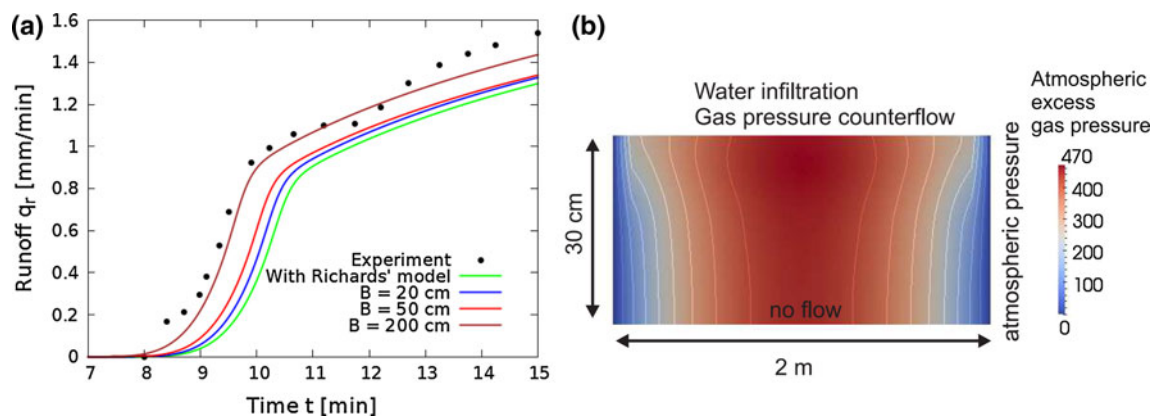 (a)
1.6
1.4
1.2
1
0.8
0.6
0.4
0.2
0
Runoff qr [mm/min]
7 8 9 10 11 12 13 14 15
Time t [min]
Experiment
With Richards' model
B = 20 cm
B = 50 cm
B = 200 cm
(b)
Water infiltration
Gas pressure counterflow
30 cm
no flow
2 m
atmospheric pressure
Atmospheric
excess
gas pressure
470
400
300
200
100
0